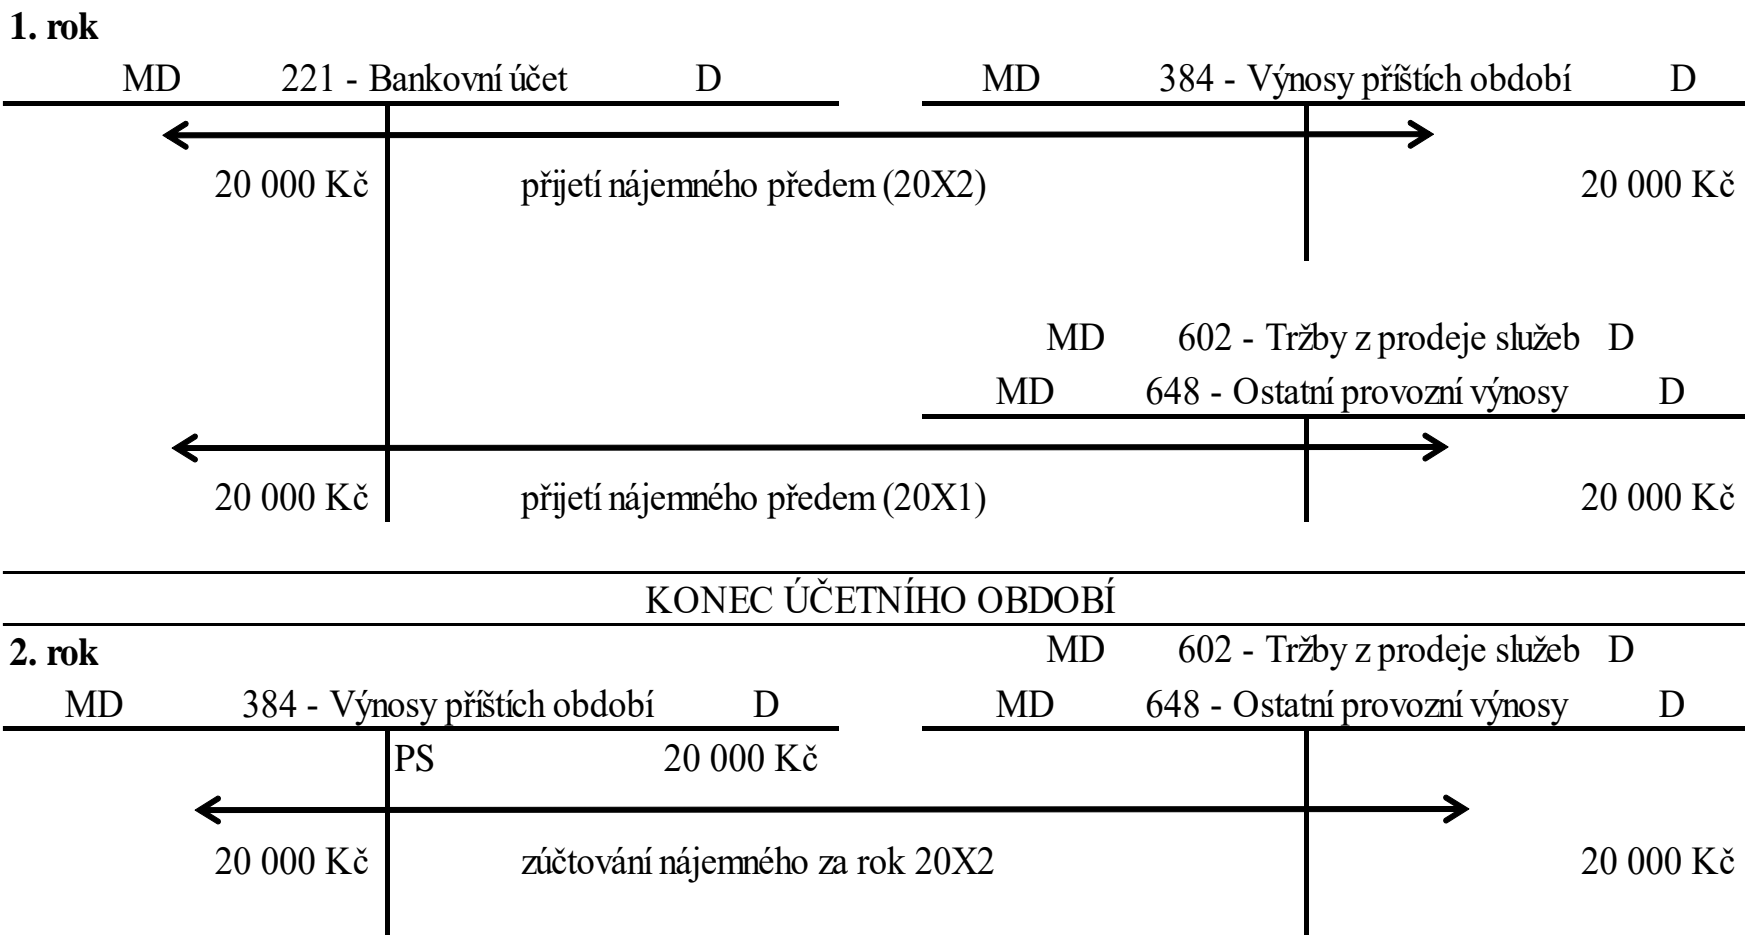 1. rok
MD 221 - Bankovní účet D MD 384 - Výnosy příštích období D
20 000 Kč přijetí nájemného předem (20X2) 20 000 Kč
MD 602 - Tržby z prodeje služeb D
MD 648 - Ostatní provozní výnosy D
20 000 Kč přijetí nájemného předem (20X1) 20 000 Kč
KONEC ÚČETNÍHO OBDOBÍ
2. rok MD 602 - Tržby z prodeje služeb D
MD 384 - Výnosy příštích období D MD 648 - Ostatní provozní výnosy D
PS 20 000 Kč
20 000 Kč zúčtování nájemného za rok 20X2 20 000 Kč